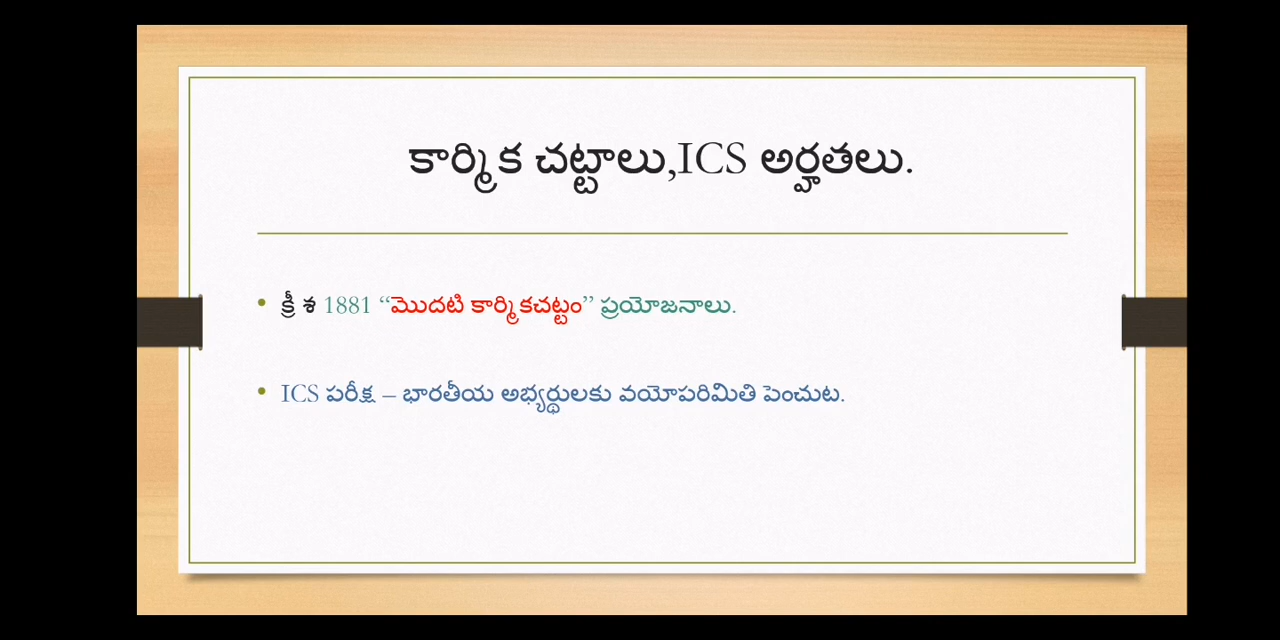 కార్మిక చట్టాలు,ICS అర్హతలు.
• క్రీ శ 1881 “మొదటి కార్మికచట్టం” ప్రయోజనాలు.
• ICS పరీక్ష – భారతీయ అభ్యర్థులకు వయోపరిమితి పెంచుట.